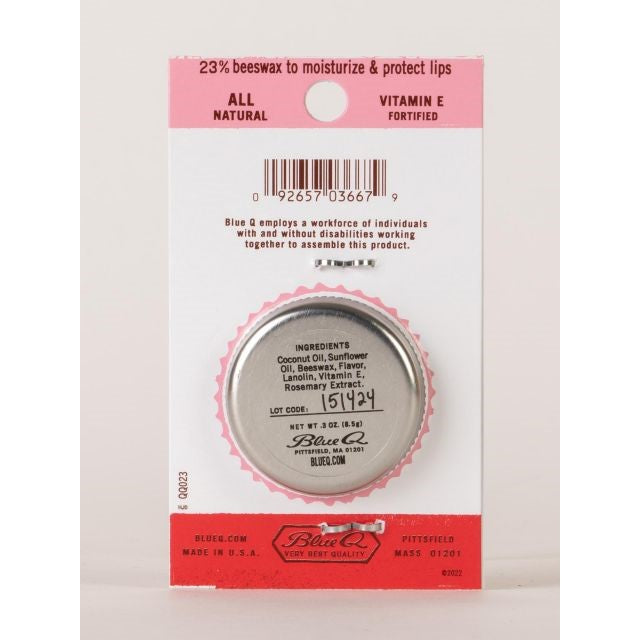 23% beeswax to moisturize & protect lips
ALL
NATURAL
VITAMIN E
FORTIFIED
0 92657 03667 9
Blue Q employs a workforce of individuals
with and without disabilities working
together to assemble this product.
INGREDIENTS
Coconut Oil, Sunflower
Oil, Beeswax, Flavor,
Lanolin, Vitamin E,
Rosemary Extract.
LOT CODE: 151424
NET WT .3 OZ. (8.5g)
Blue Q
PITTSFIELD, MA 01201
BLUEQ.COM
QQ023
BLUEQ.COM
MADE IN U.S.A.
Blue Q
VERY BEST QUALITY
PITTSFIELD
MASS 01201
©2022